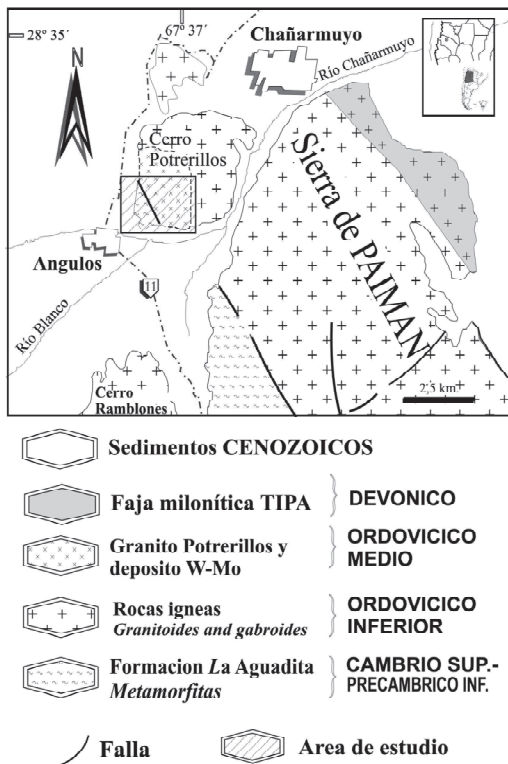 67º 37´
28º 35´
Chañarmuyo
Río Chañarmuyo
N
Cerro
Potrerillos
Sierra de PAIMAN
Angulos
11
Río Blanco
Cerro
Ramblones
2,5 km
Sedimentos CENOZOICOS
Faja milonítica TIPA
DEVONICO
Granito Potrerillos y
deposito W-Mo
ORDOVICICO
MEDIO
Rocas igneas
Granitoides and gabroides
ORDOVICICO
INFERIOR
Formacion La Aguadita
Metamorfitas
CAMBRIO SUP.-
PRECAMBRICO INF.
Falla
Area de estudio